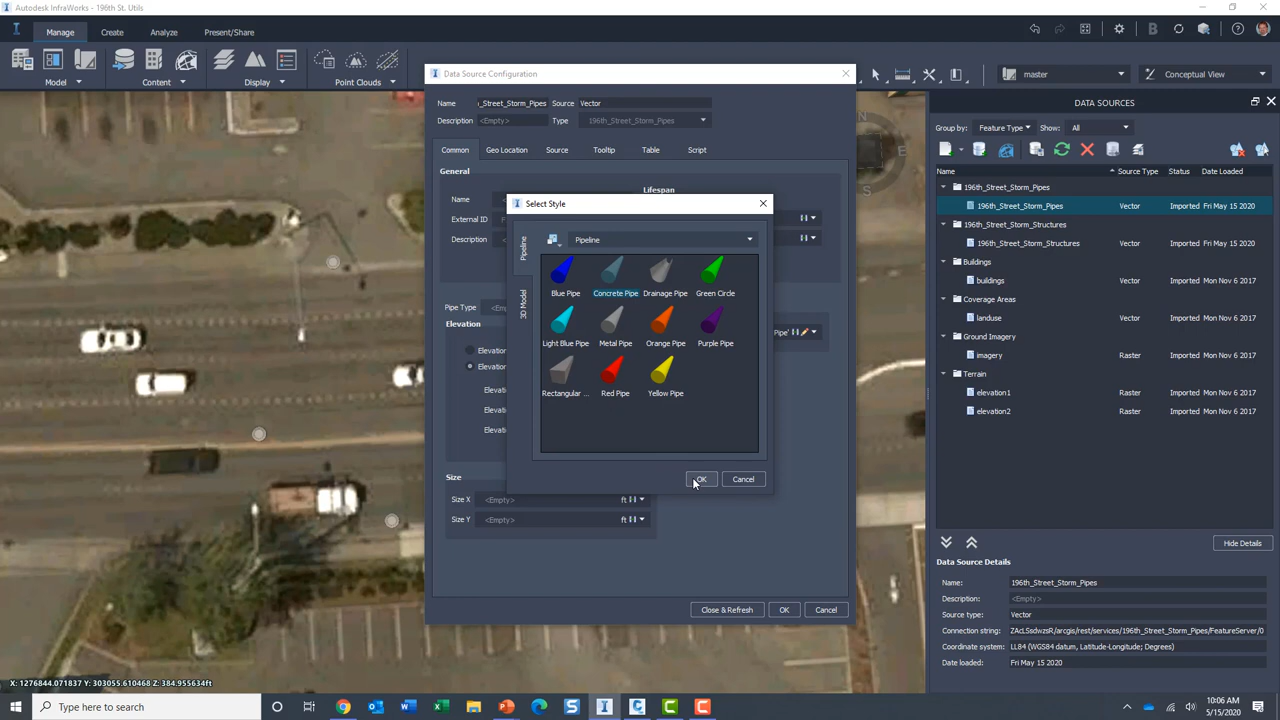 Autodesk InfraWorks - 196th St. Utils
Manage Create Analyze Present/Share
Model Content Display Point Clouds
master Conceptual View
Data Source Configuration
Name _Street_Storm_Pipes Source Vector
Description <Empty> Type 196th_Street_Storm_Pipes
Common Geo Location Source Tooltip Table Script
General
Lifespan
Name
External ID
Description
Pipe Type
Elevation
Elevation
Elevation
Pipe'
Size
Size X <Empty> ft
Size Y <Empty> ft
Close & Refresh OK Cancel
Select Style
Pipeline
3D Model
Pipeline
Blue Pipe Concrete Pipe Drainage Pipe Green Circle
Light Blue Pipe Metal Pipe Orange Pipe Purple Pipe
Rectangular ... Red Pipe Yellow Pipe
OK Cancel
N
E
S
DATA SOURCES
Group by: Feature Type Show: All
Name Source Type Status Date Loaded
196th_Street_Storm_Pipes
196th_Street_Storm_Pipes Vector Imported Fri May 15 2020
196th_Street_Storm_Structures
196th_Street_Storm_Structures Vector Imported Fri May 15 2020
Buildings
buildings Vector Imported Mon Nov 6 2017
Coverage Areas
landuse Vector Imported Mon Nov 6 2017
Ground Imagery
imagery Raster Imported Mon Nov 6 2017
Terrain
elevation1 Raster Imported Mon Nov 6 2017
elevation2 Raster Imported Mon Nov 6 2017
Hide Details
Data Source Details
Name: 196th_Street_Storm_Pipes
Description: <Empty>
Source type: Vector
Connection string: ZAcLSsdwzsR/arcgis/rest/services/196th_Street_Storm_Pipes/FeatureServer/0
Coordinate system: LL84 (WGS84 datum, Latitude-Longitude; Degrees)
Date loaded: Fri May 15 2020
X: 1276844.071837 Y: 303055.610468 Z: 384.955634ft
Type here to search
10:06 AM
5/15/2020